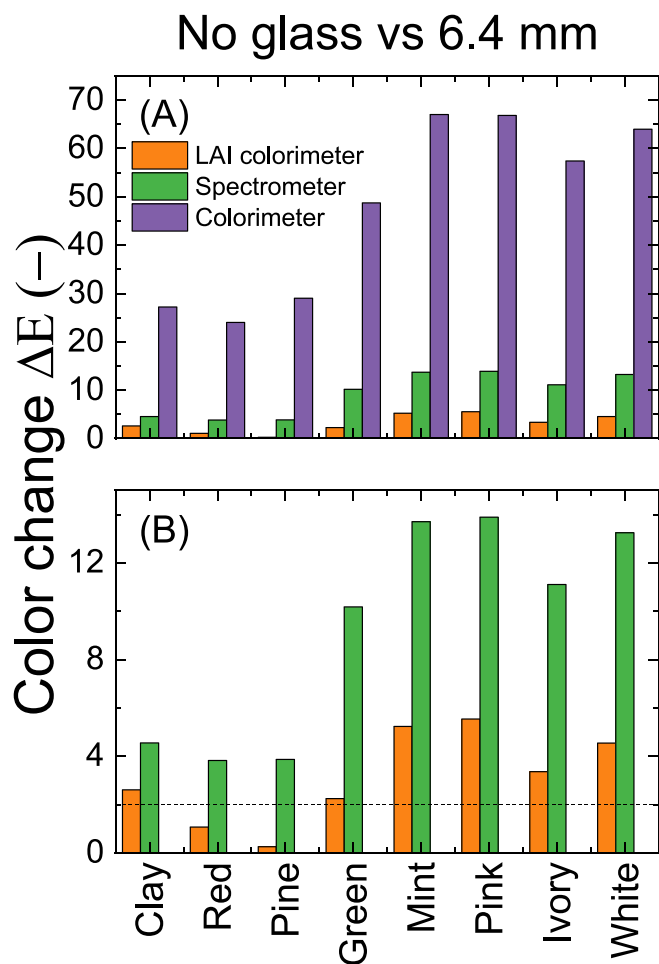 No glass vs 6.4 mm
Color change ΔE (−)
(A)
LAI colorimeter
Spectrometer
Colorimeter
70
60
50
40
30
20
10
0
(B)
12
8
4
0
Clay
Red
Pine
Green
Mint
Pink
Ivory
White